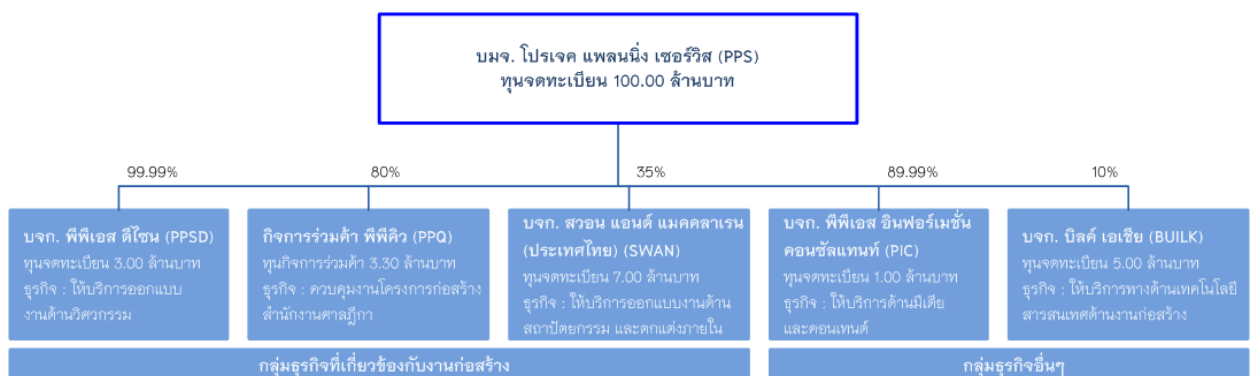 บมจ. โปรเจค แพลนนิ่ง เซอร์วิส (PPS)
ทุนจดทะเบียน 100.00 ล้านบาท
99.99%
80%
35%
89.99%
10%
บจก. พีพีเอส ดีไซน (PPSD)
ทุนจดทะเบียน 3.00 ล้านบาท
ธุรกิจ : ให้บริการออกแบบ
งานด้านวิศวกรรม
กิจการร่วมค้า พีพีคิว (PPQ)
ทุนกิจการร่วมค้า 3.30 ล้านบาท
ธุรกิจ : ควบคุมงานโครงการก่อสร้าง
สำนักงานศาลฎีกา
บจก. สวอน แอนด์ แมคคลาเรน
(ประเทศไทย) (SWAN)
ทุนจดทะเบียน 7.00 ล้านบาท
ธุรกิจ : ให้บริการออกแบบงานด้าน
สถาปัตยกรรม และตกแต่งภายใน
บจก. พีพีเอส อินฟอร์เมชั่น
คอนซัลแทนท์ (PIC)
ทุนจดทะเบียน 1.00 ล้านบาท
ธุรกิจ : ให้บริการด้านมีเดีย
และคอนเทนต์
บจก. บิลค์ เอเชีย (BUILK)
ทุนจดทะเบียน 5.00 ล้านบาท
ธุรกิจ : ให้บริการทางด้านเทคโนโลยี
สารสนเทศด้านงานก่อสร้าง
กลุ่มธุรกิจที่เกี่ยวข้องกับงานก่อสร้าง
กลุ่มธุรกิจอื่นๆ